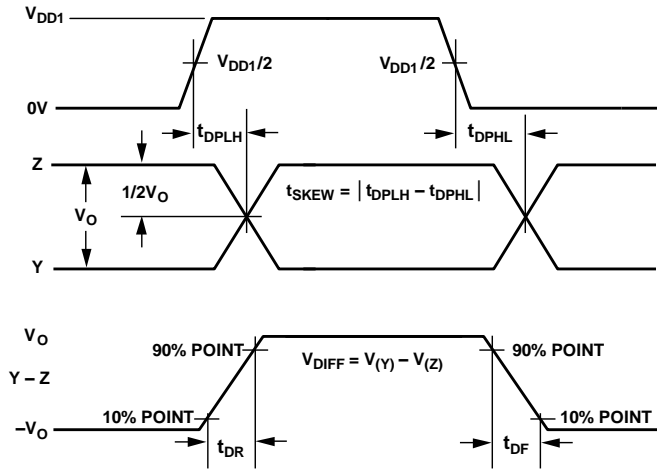 VDD1
VDD1/2
VDD1/2
0V
tDPLH
tDPHL
Z
1/2VO
VO
tSKEW = |tDPLH – tDPHL|
Y
VO
90% POINT
VDIFF = V(Y) – V(Z)
90% POINT
Y – Z
10% POINT
10% POINT
–VO
tDR
tDF